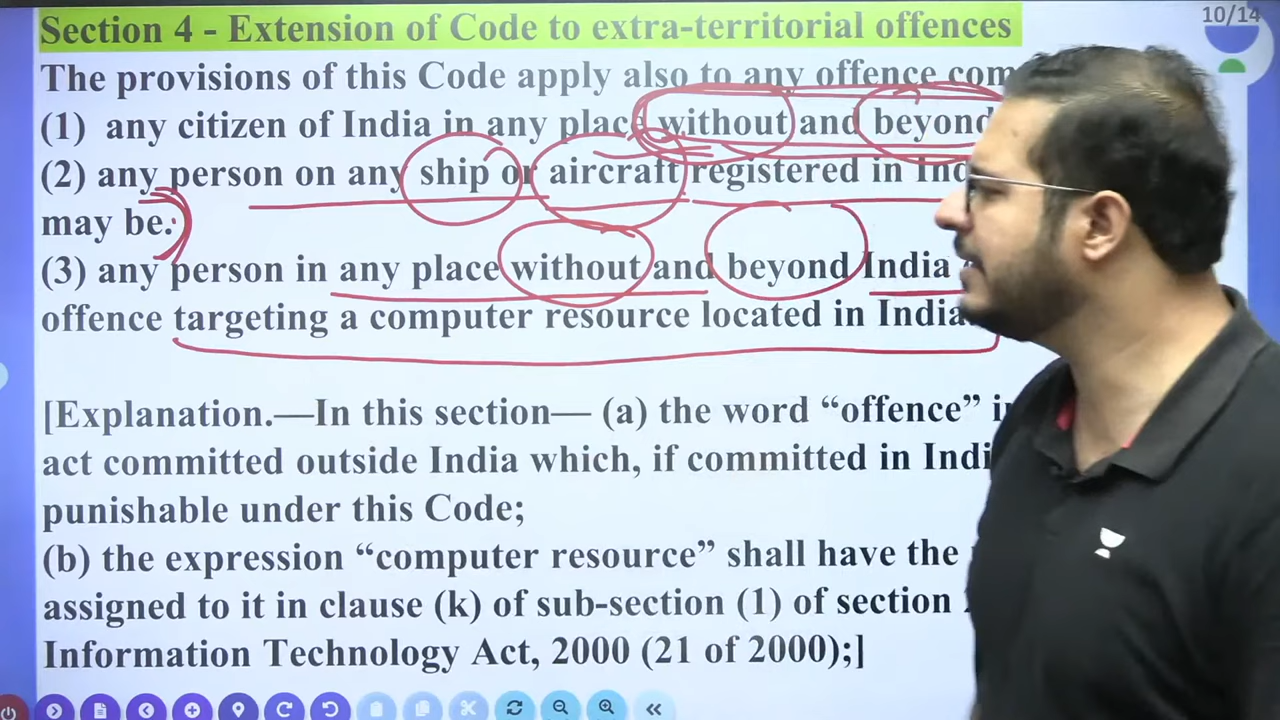 10/14
Section 4 - Extension of Code to extra-territorial offences
The provisions of this Code apply also to any offence
(1) any citizen of India in any place without and beyond
(2) any person on any ship or aircraft registered in
may be.
(3) any person in any place without and beyond India
offence targeting a computer resource located in India
[Explanation.—In this section— (a) the word “offence”
act committed outside India which, if committed in
punishable under this Code;
(b) the expression “computer resource” shall have the
assigned to it in clause (k) of sub-section (1) of section
Information Technology Act, 2000 (21 of 2000);]